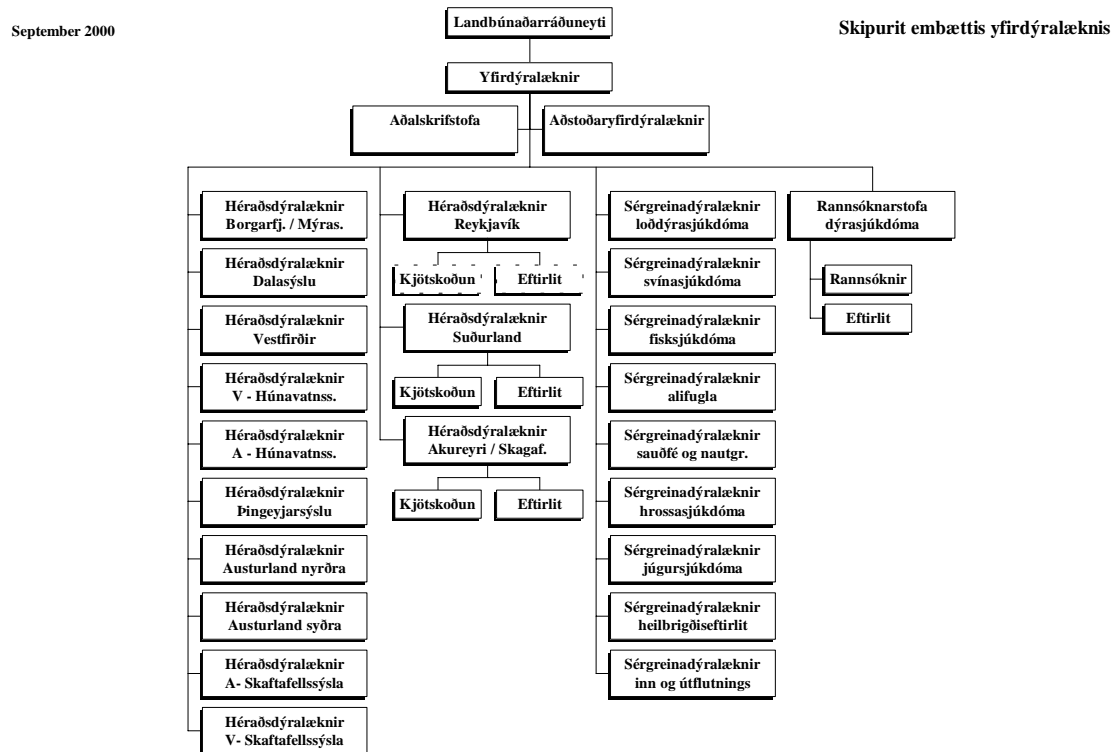 September 2000
Skipurit embættis yfirdýralæknis
Landbúnaðarráðuneyti
Yfirdýralæknir
Aðalskrifstofa
Aðstoðaryfirdýralæknir
Héraðsdýralæknir
Borgarfj. / Mýras.
Héraðsdýralæknir
Dalasýslu
Héraðsdýralæknir
Vestfirðir
Héraðsdýralæknir
V - Húnavatnss.
Héraðsdýralæknir
A - Húnavatnss.
Héraðsdýralæknir
Þingeyjarsýslu
Héraðsdýralæknir
Austurland nyrðra
Héraðsdýralæknir
Austurland syðra
Héraðsdýralæknir
A- Skaftafellssýsla
Héraðsdýralæknir
V- Skaftafellssýsla
Héraðsdýralæknir
Reykjavík
Kjötskoðun
Eftirlit
Héraðsdýralæknir
Suðurland
Kjötskoðun
Eftirlit
Héraðsdýralæknir
Akureyri / Skagaf.
Kjötskoðun
Eftirlit
Sérgreinadýralæknir
loðdýrasjúkdóma
Sérgreinadýralæknir
svínasjúkdóma
Sérgreinadýralæknir
fisksjúkdóma
Sérgreinadýralæknir
alifugla
Sérgreinadýralæknir
sauðfé og nautgr.
Sérgreinadýralæknir
hrossasjúkdóma
Sérgreinadýralæknir
júgursjúkdóma
Sérgreinadýralæknir
heilbrigðiseftirlit
Sérgreinadýralæknir
inn og útflutnings
Rannsóknarstofa
dýrasjúkdóma
Rannsóknir
Eftirlit